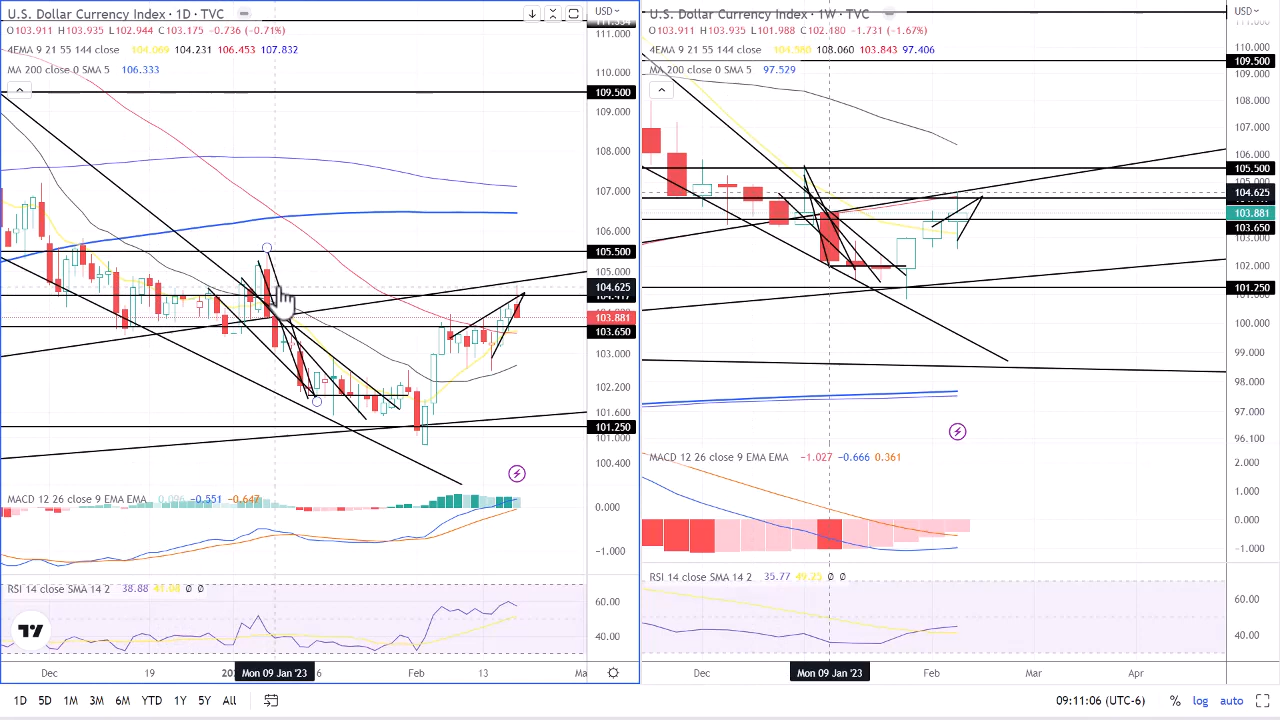 U.S. Dollar Currency Index · 1D · TVC
USD
O103.911 H103.935 L102.944 C103.175 −0.736 (−0.71%)
4EMA 9 21 55 144 close 104.069 104.231 106.453 107.832
MA 200 close 0 SMA 5 106.333
111.000
110.000
109.500
109.000
108.000
107.000
106.000
105.500
105.000
104.625
103.881
103.650
103.000
102.200
101.600
101.250
101.000
100.400
MACD 12 26 close 9 EMA EMA 0.096 −0.551 −0.647
0.000
−1.000
RSI 14 close SMA 14 2 38.88 41.08 Ø Ø
60.00
40.00
Dec 19 Mon 09 Jan '23 6 Feb 13 Ma
U.S. Dollar Currency Index · 1W · TVC
USD
O103.911 H103.935 L101.988 C102.180 −1.731 (−1.67%)
4EMA 9 21 55 144 close 104.580 108.060 103.843 97.406
MA 200 close 0 SMA 5 97.529
110.000
109.500
109.000
108.000
107.000
106.000
105.500
104.625
103.881
103.650
103.000
102.000
101.250
100.000
99.000
98.000
97.000
96.100
MACD 12 26 close 9 EMA EMA −1.027 −0.666 0.361
2.000
1.000
0.000
−1.000
RSI 14 close SMA 14 2 35.77 49.25 Ø Ø
60.00
40.00
Dec Mon 09 Jan '23 Feb Mar Apr
1D 5D 1M 3M 6M YTD 1Y 5Y All
09:11:06 (UTC-6) % log auto